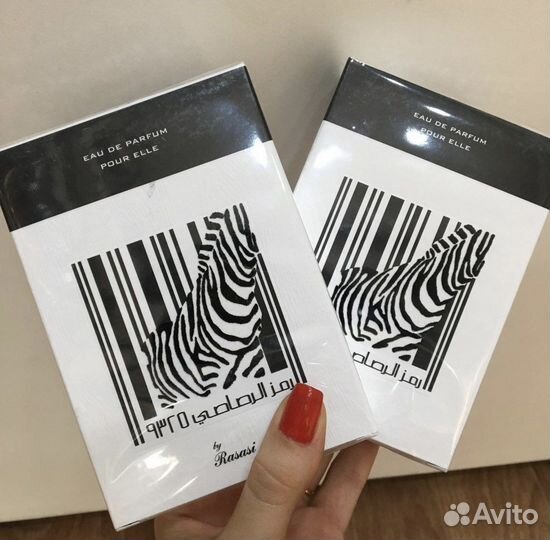 EAU DE PARFUM
POUR ELLE
رمز الرصاصي ٩٣٢٥
by
Rasasi
EAU DE PARFUM
POUR ELLE
رمز الرصاصي
Avito